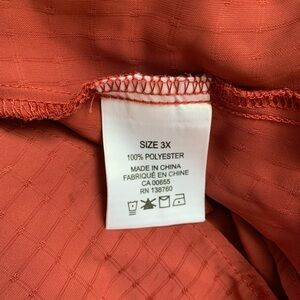 SIZE 3X
100% POLYESTER
MADE IN CHINA
FABRIQUÉ EN CHINE
CA 00655
RN 138760